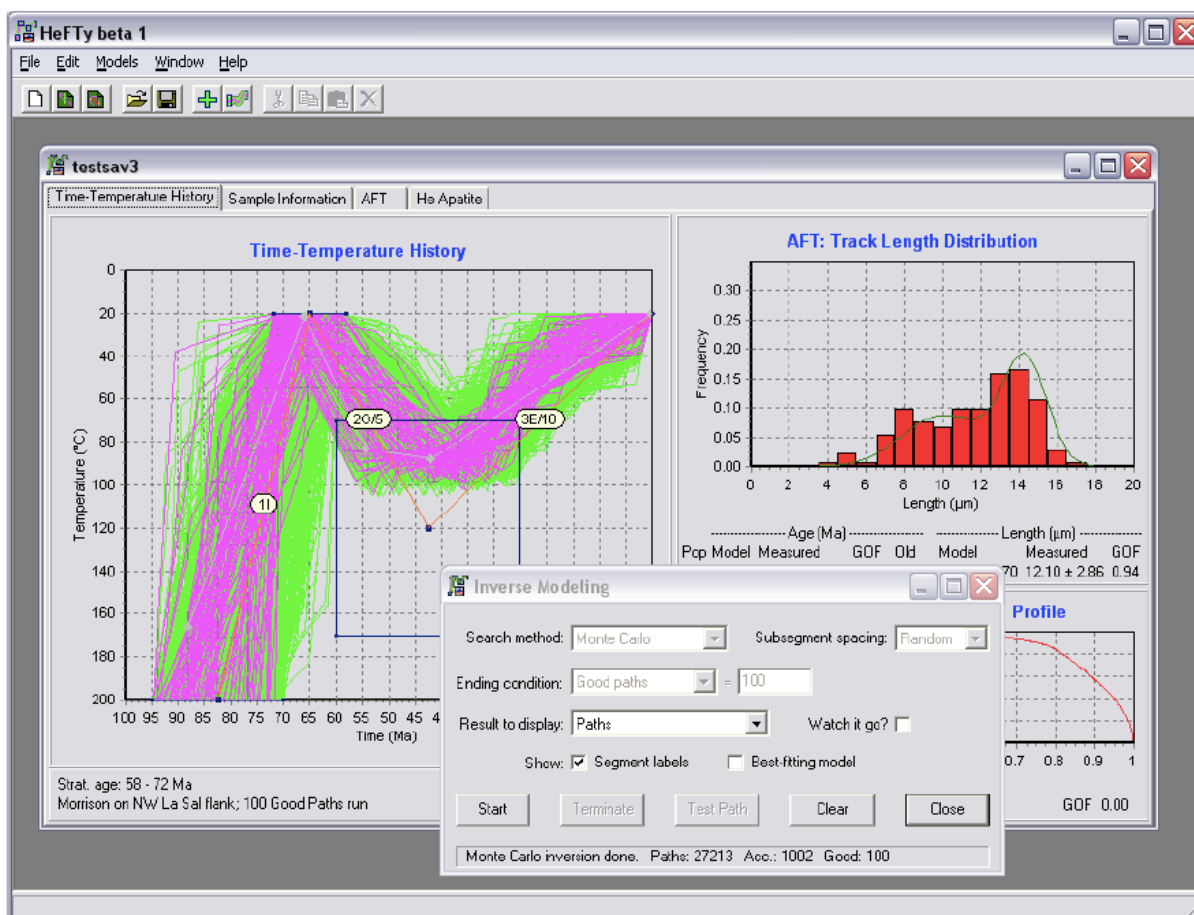 HeFTy beta 1
File Edit Models Window Help
testsav3
Time-Temperature History Sample Information AFT He Apatite
Time-Temperature History
0
20
40
60
80
100
120
140
160
180
200
Temperature (°C)
2G/5
3E/10
1I
100 95 90 85 80 75 70 65 60 55 50 45
Time (Ma)
Strat. age: 58 - 72 Ma
Morrison on NW La Sal flank; 100 Good Paths run
AFT: Track Length Distribution
0.30
0.25
0.20
0.15
0.10
0.05
0.00
Frequency
0 2 4 6 8 10 12 14 16 18 20
Length (µm)
Age (Ma) Length (µm)
Pop Model Measured GOF Old Model Measured GOF
70 12.10 ± 2.86 0.94
Profile
0.7 0.8 0.9 1
GOF 0.00
Inverse Modeling
Search method: Monte Carlo Subsegment spacing: Random
Ending condition: Good paths = 100
Result to display: Paths Watch it go?
Show: Segment labels Best-fitting model
Start Terminate Test Path Clear Close
Monte Carlo inversion done. Paths: 27213 Acc.: 1002 Good: 100